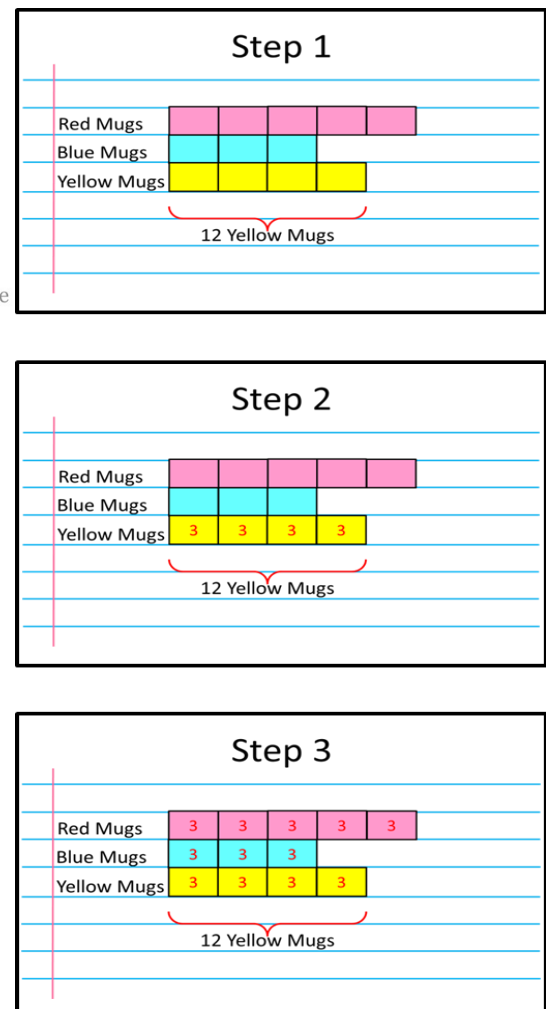 Step 1
Red Mugs
Blue Mugs
Yellow Mugs
12 Yellow Mugs
e
Step 2
Red Mugs
Blue Mugs
Yellow Mugs 3 3 3 3
12 Yellow Mugs
Step 3
Red Mugs 3 3 3 3 3
Blue Mugs 3 3 3
Yellow Mugs 3 3 3 3
12 Yellow Mugs